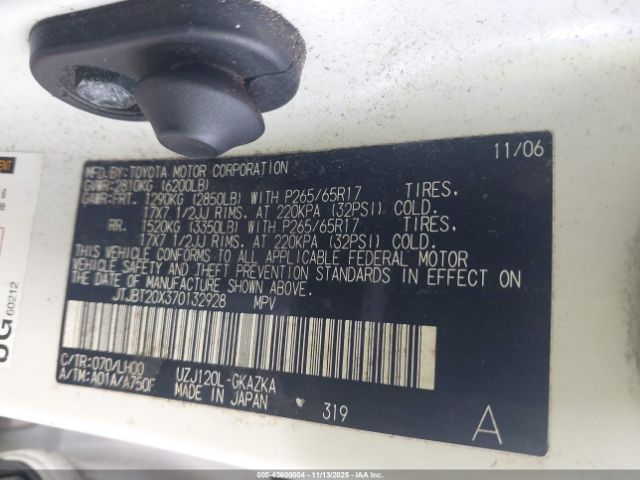 11/06
MFD.BY:TOYOTA MOTOR CORPORATION
GVWR:2810KG (6200LB)
GAWR-FRT. 1290KG (2850LB) WITH P265/65R17 TIRES,
17X7 1/2JJ RIMS, AT 220KPA (32PSI) COLD.
RR. 1520KG (3350LB) WITH P265/65R17 TIRES,
17X7 1/2JJ RIMS, AT 220KPA (32PSI) COLD.
THIS VEHICLE CONFORMS TO ALL APPLICABLE FEDERAL MOTOR
VEHICLE SAFETY AND THEFT PREVENTION STANDARDS IN EFFECT ON
THE DATE OF MANUFACTURE SHOWN ABOVE.
JTJBT20X370132928 MPV
C/TR:070/LH00 UZJ120L-GKAZKA
A/TM:A01A/A750F MADE IN JAPAN
319
A
60212
000-43600004 - 11/13/2025 - IAAI.COM